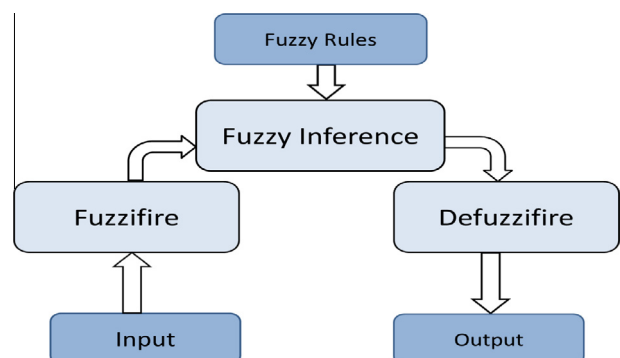 Fuzzy Rules
Fuzzy Inference
Fuzzifire
Defuzzifire
Input
Output